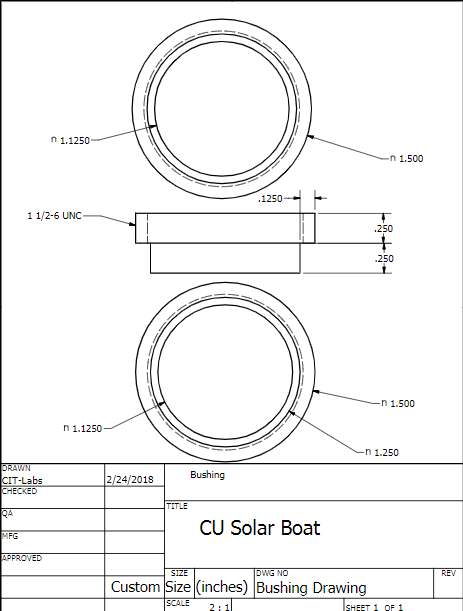 n 1.1250
n 1.500
.1250
1 1/2-6 UNC
.250
.250
n 1.500
n 1.1250
n 1.250
DRAWN
CIT-Labs
2/24/2018
Bushing
CHECKED
QA
TITLE
CU Solar Boat
MFG
APPROVED
SIZE
Custom Size (inches)
DWG NO
Bushing Drawing
REV
SCALE
2 : 1
SHEET 1 OF 1